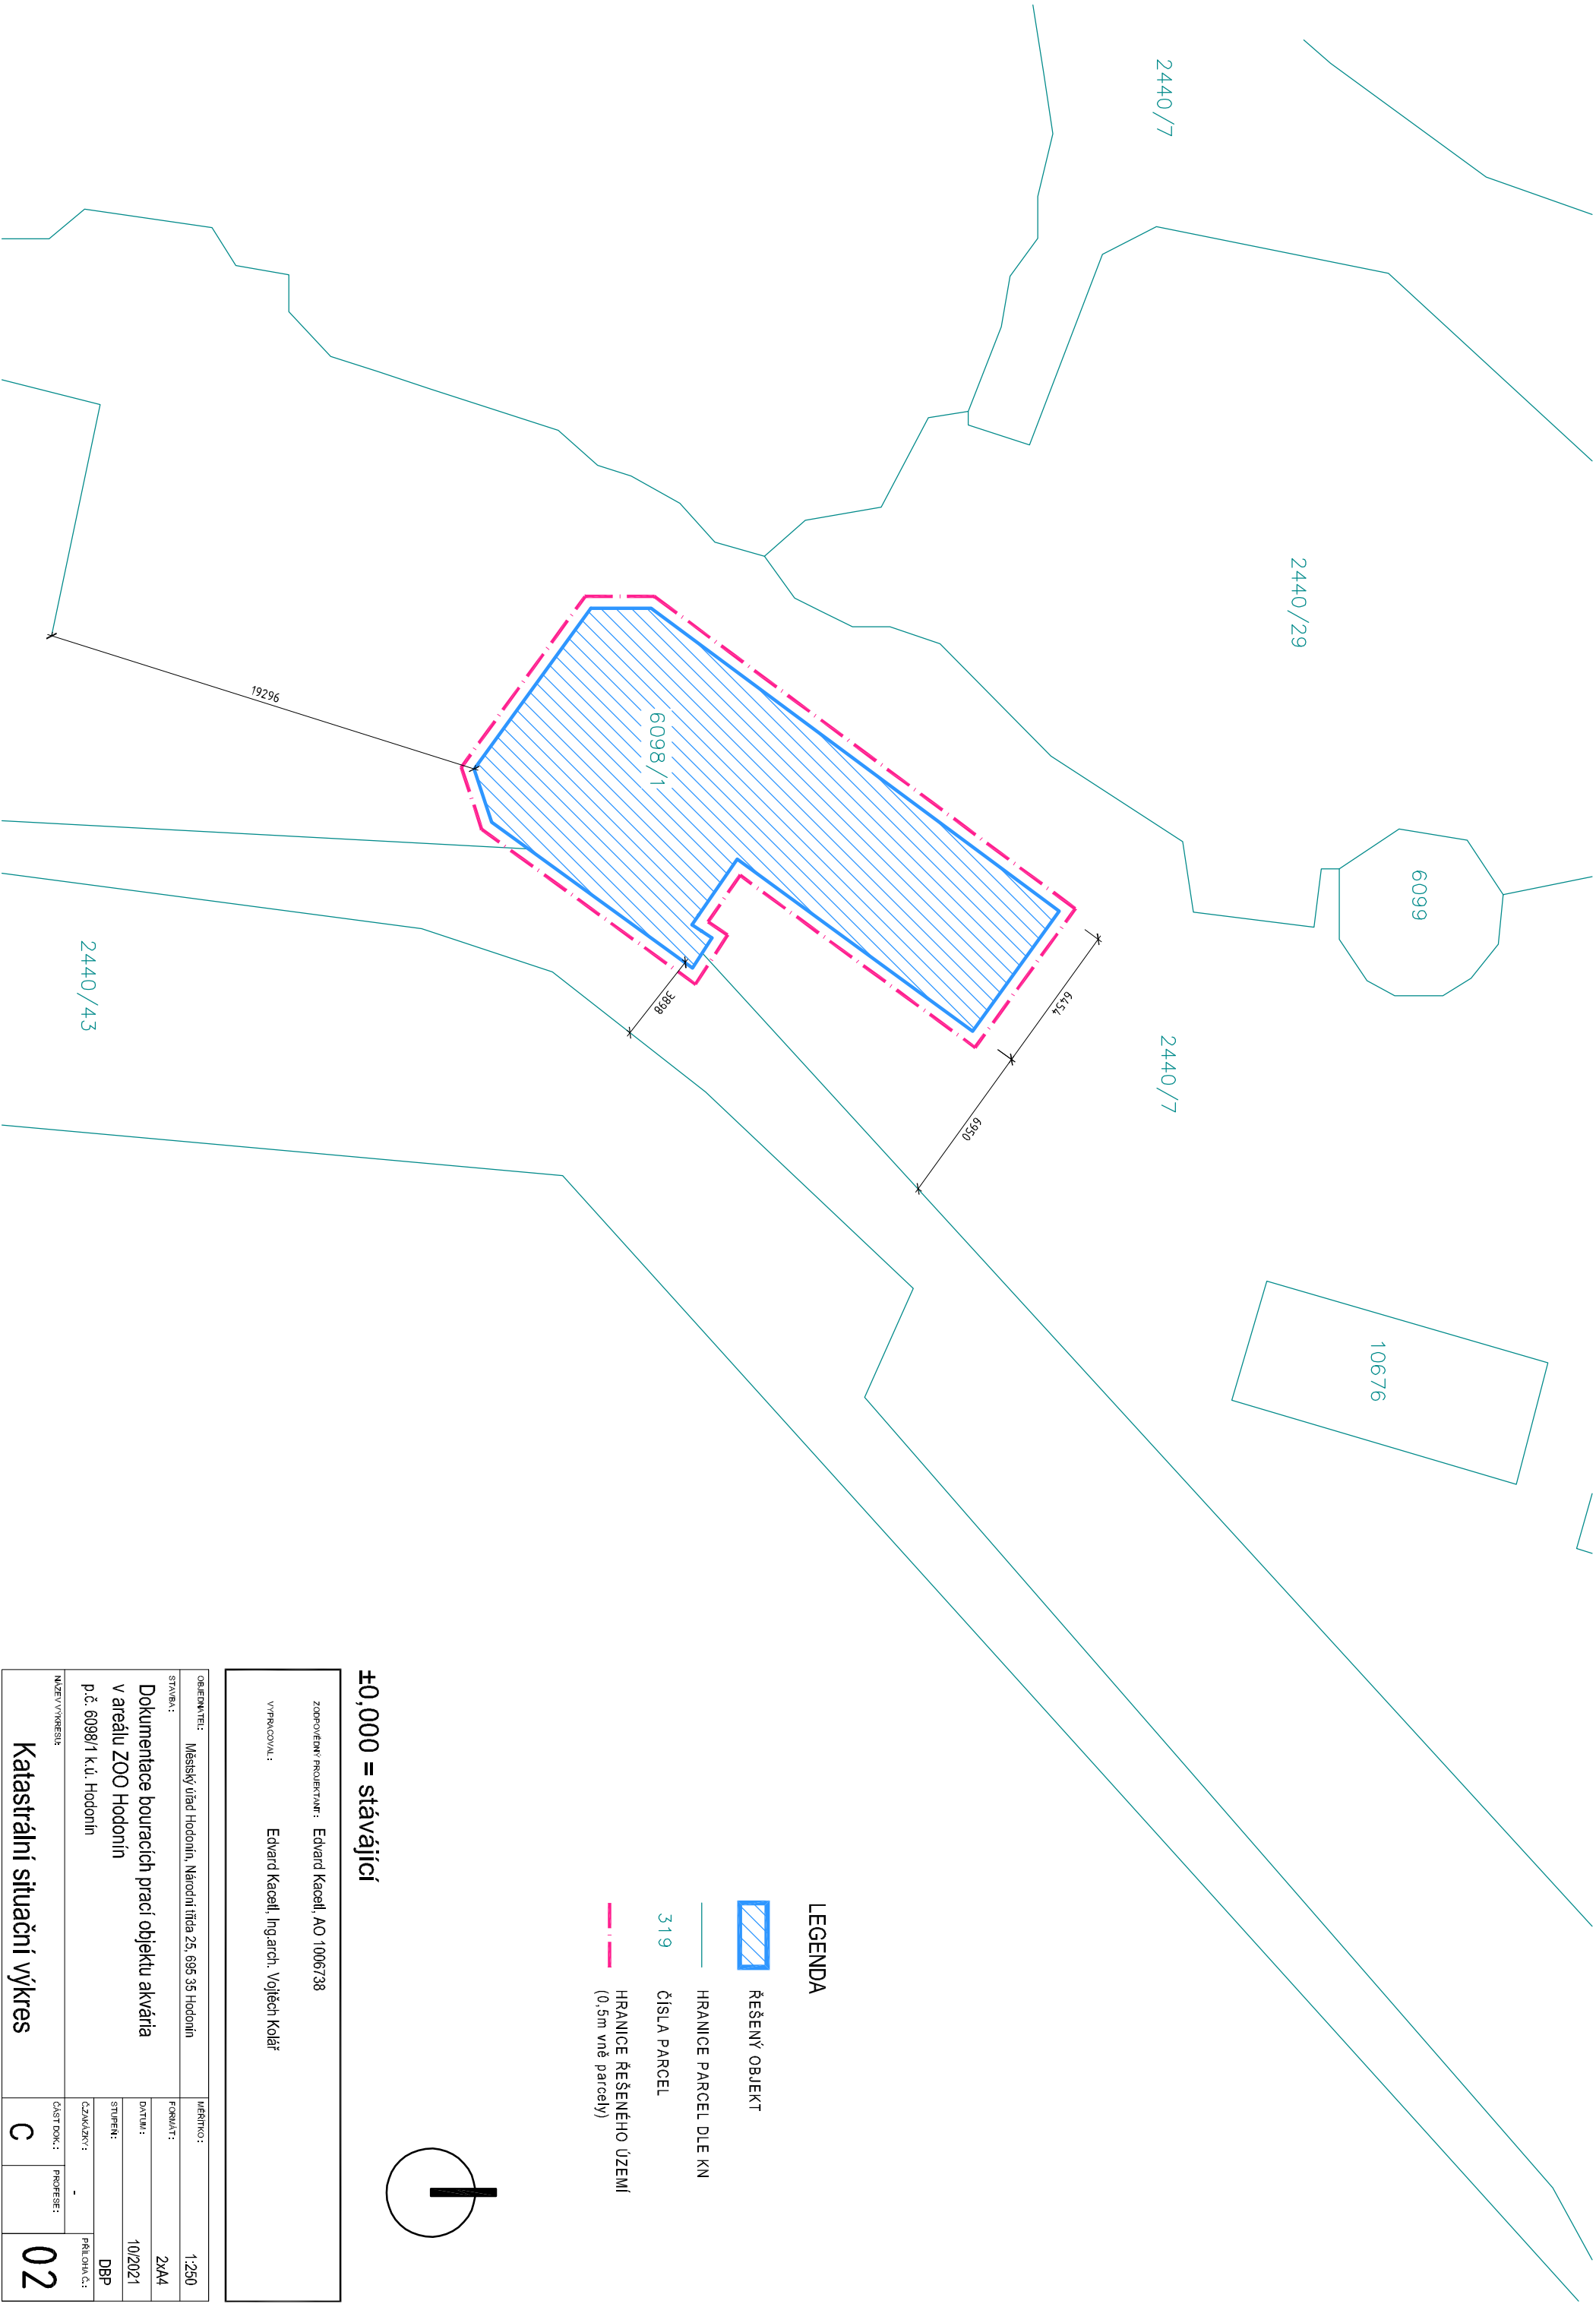 2440/7
2440/29
6099
6098/1
2440/7
2440/43
10676
19296
3898
6454
6950
LEGENDA
ŘEŠENÝ OBJEKT
HRANICE PARCEL DLE KN
319 ČÍSLA PARCEL
HRANICE ŘEŠENÉHO ÚZEMÍ
(0,5m vně parcely)
±0,000 = stávající
ZODPOVĚDNÝ PROJEKTANT: Edvard Kacetl, AO 1006738
VYPRACOVAL: Edvard Kacetl, Ing.arch. Vojtěch Kolář
OBJEDNATEL: Městský úřad Hodonín, Národní třída 25, 695 35 Hodonín
STAVBA:
Dokumentace bouracích prací objektu akvária
v areálu ZOO Hodonín
p.č. 6098/1 k.ú. Hodonín
NÁZEV VÝKRESU:
Katastrální situační výkres
MĚŘÍTKO: 1:250
FORMÁT: 2xA4
DATUM: 10/2021
STUPEŇ: DBP
Č.ZAKÁZKY: -
ČÁST DOK.: C
PROFESE:
PŘÍLOHA Č.: 02